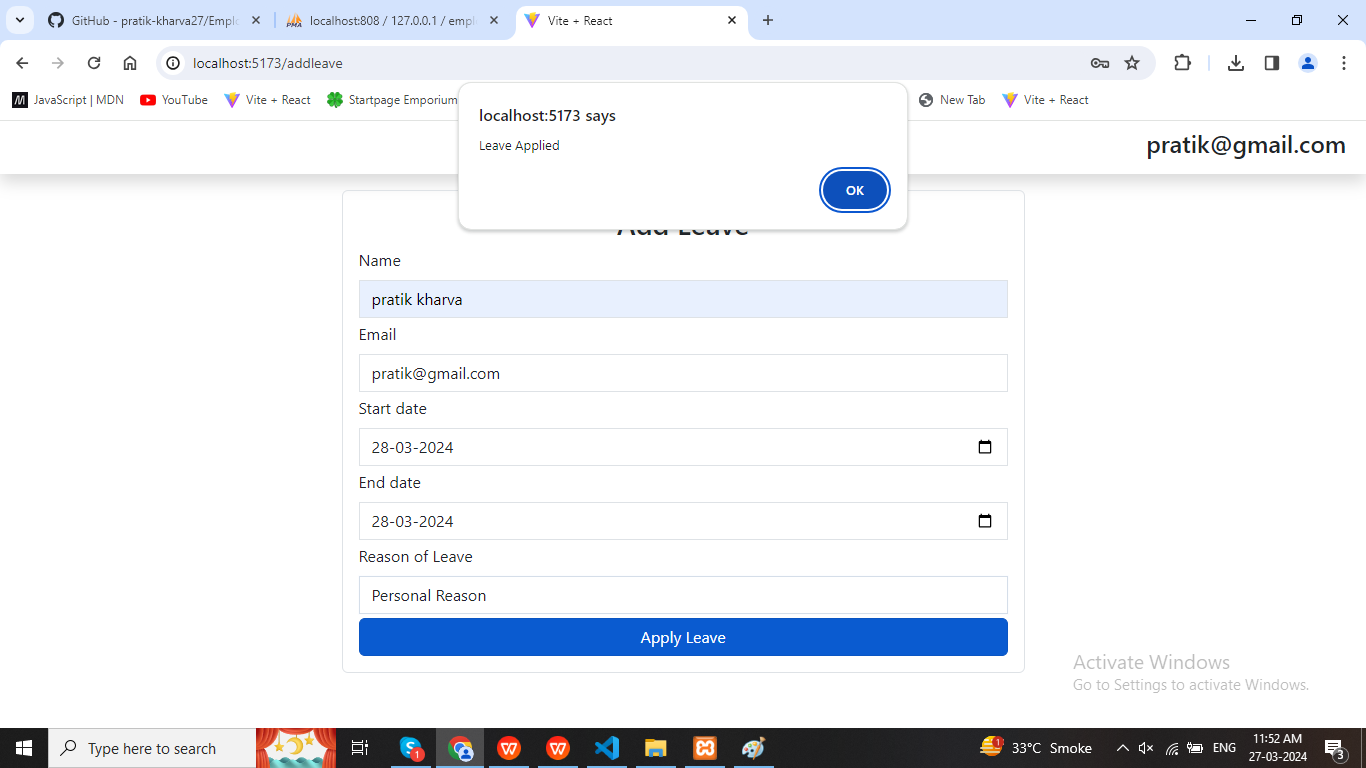 GitHub - pratik-kharva27/Emplo
localhost:808 / 127.0.0.1 / empl
Vite + React
localhost:5173/addleave
JavaScript | MDN
YouTube
Vite + React
Startpage Emporium
New Tab
Vite + React
localhost:5173 says
Leave Applied
OK
pratik@gmail.com
Add Leave
Name
pratik kharva
Email
pratik@gmail.com
Start date
28-03-2024
End date
28-03-2024
Reason of Leave
Personal Reason
Apply Leave
Activate Windows
Go to Settings to activate Windows.
Type here to search
33°C Smoke
ENG
11:52 AM
27-03-2024
3